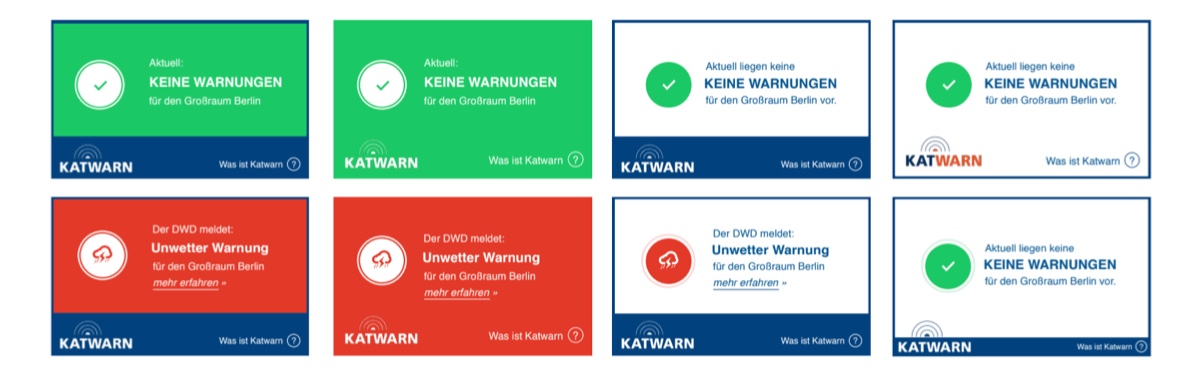 Aktuell:
KEINE WARNUNGEN
für den Großraum Berlin
KATWARN
Was ist Katwarn ?
Aktuell:
KEINE WARNUNGEN
für den Großraum Berlin
KATWARN
Was ist Katwarn ?
Aktuell liegen keine
KEINE WARNUNGEN
für den Großraum Berlin vor.
KATWARN
Was ist Katwarn ?
Aktuell liegen keine
KEINE WARNUNGEN
für den Großraum Berlin vor.
KATWARN
Was ist Katwarn ?
Der DWD meldet:
Unwetter Warnung
für den Großraum Berlin
mehr erfahren »
KATWARN
Was ist Katwarn ?
Der DWD meldet:
Unwetter Warnung
für den Großraum Berlin
mehr erfahren »
KATWARN
Was ist Katwarn ?
Der DWD meldet:
Unwetter Warnung
für den Großraum Berlin
mehr erfahren »
KATWARN
Was ist Katwarn ?
Aktuell liegen keine
KEINE WARNUNGEN
für den Großraum Berlin vor.
KATWARN
Was ist Katwarn ?